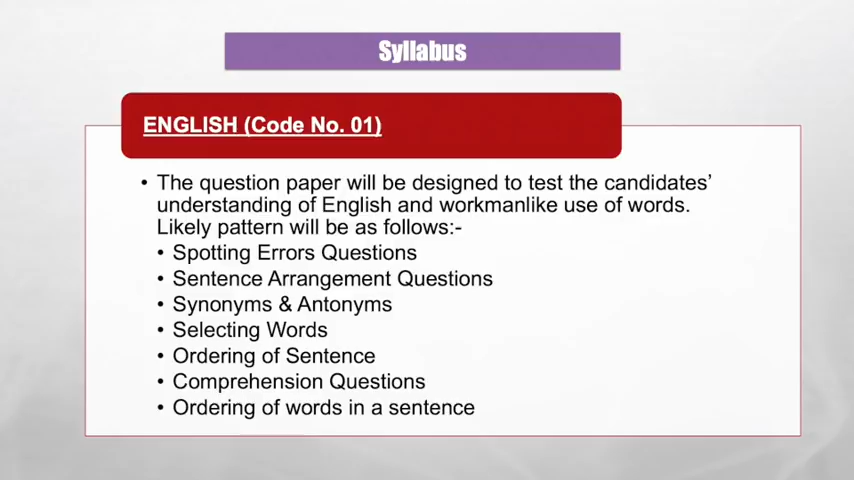 Syllabus
ENGLISH (Code No. 01)
• The question paper will be designed to test the candidates’
understanding of English and workmanlike use of words.
Likely pattern will be as follows:-
• Spotting Errors Questions
• Sentence Arrangement Questions
• Synonyms & Antonyms
• Selecting Words
• Ordering of Sentence
• Comprehension Questions
• Ordering of words in a sentence